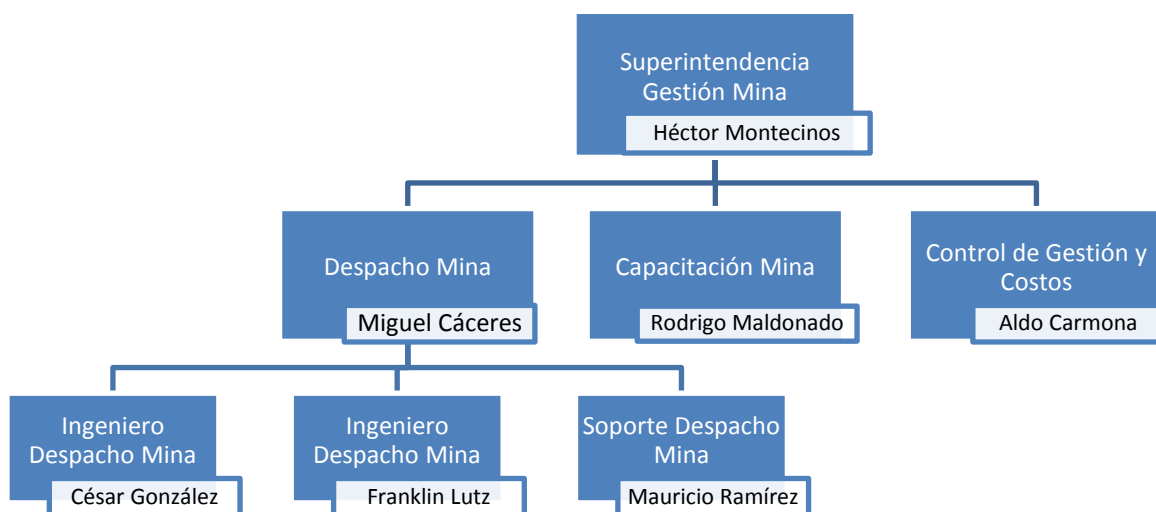 Superintendencia
Gestión Mina
Héctor Montecinos
Despacho Mina
Miguel Cáceres
Capacitación Mina
Rodrigo Maldonado
Control de Gestión y
Costos
Aldo Carmona
Ingeniero
Despacho Mina
César González
Ingeniero
Despacho Mina
Franklin Lutz
Soporte Despacho
Mina
Mauricio Ramírez